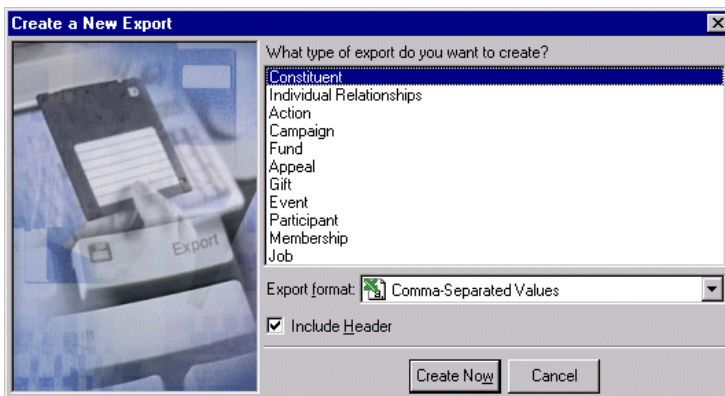 Create a New Export
What type of export do you want to create?
Constituent
Individual Relationships
Action
Campaign
Fund
Appeal
Gift
Event
Participant
Membership
Job
Export
Export format: Comma-Separated Values
Include Header
Create Now Cancel